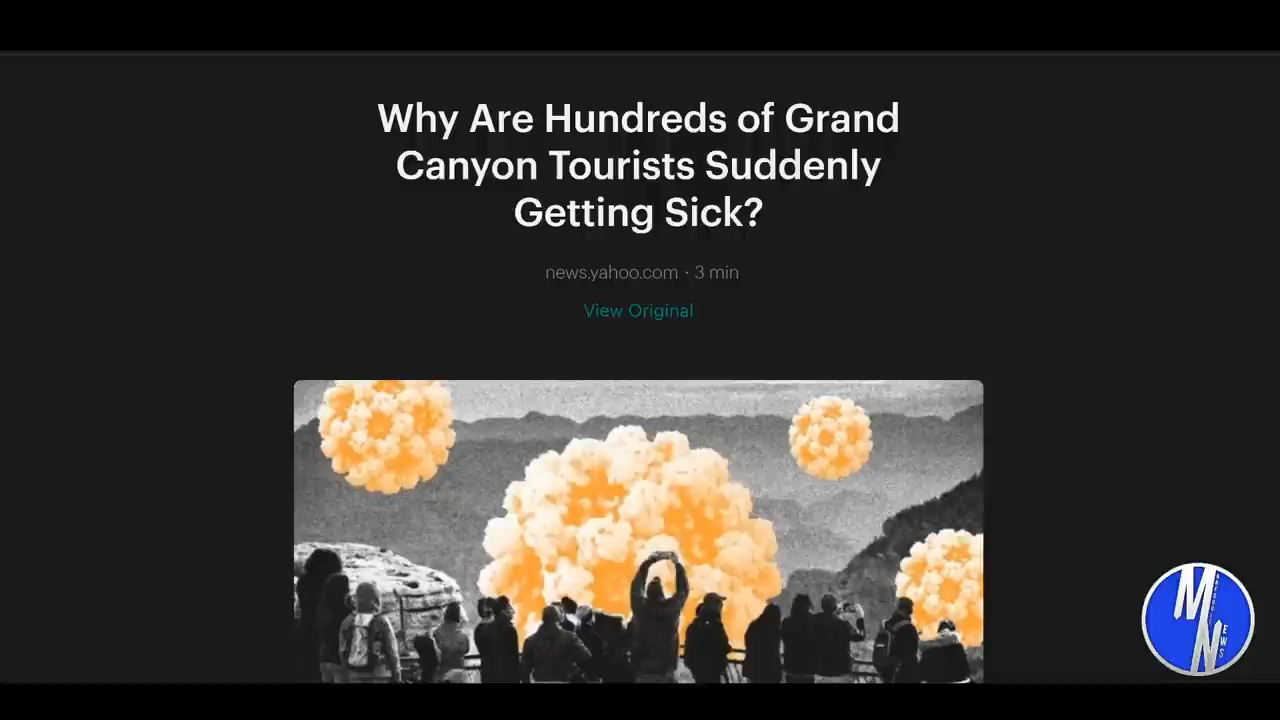 Why Are Hundreds of Grand
Canyon Tourists Suddenly
Getting Sick?
news.yahoo.com · 3 min
View Original